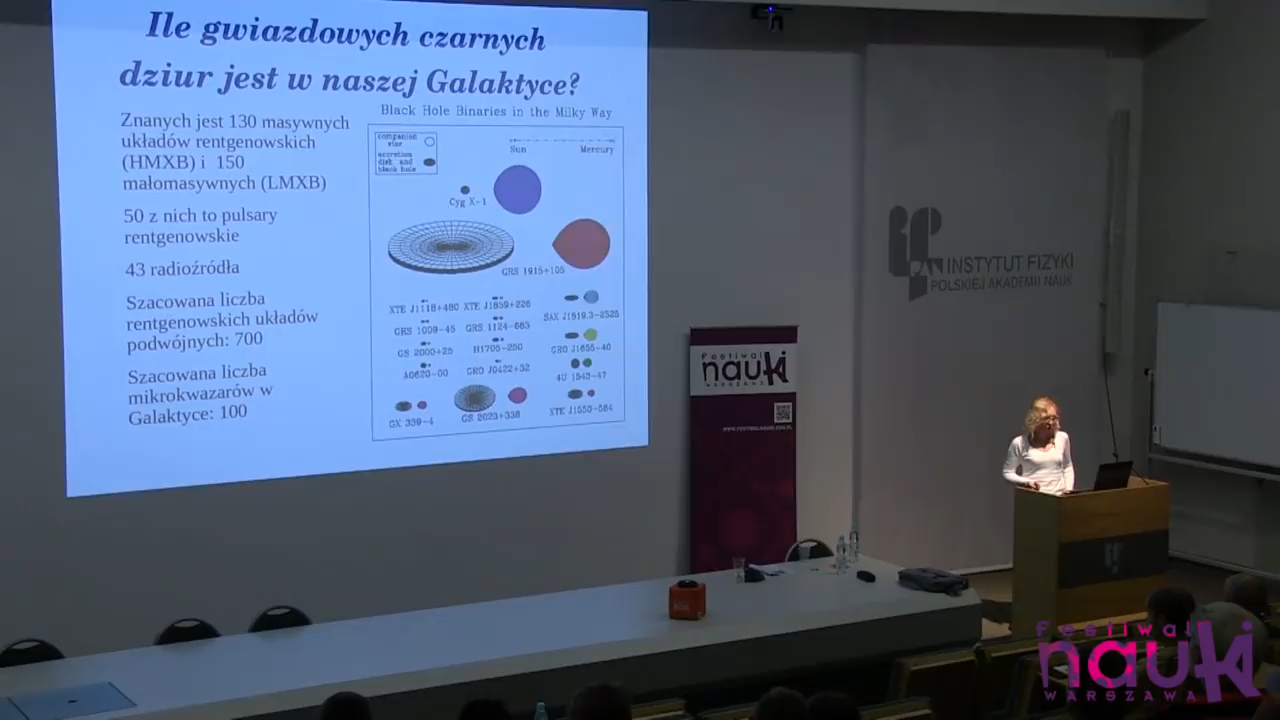 Ile gwiazdowych czarnych
dziur jest w naszej Galaktyce?
Znanych jest 130 masywnych
układów rentgenowskich
(HMXB) i 150
małomasywnych (LMXB)
50 z nich to pulsary
rentgenowskie
43 radioźródła
Szacowana liczba
rentgenowskich układów
podwójnych: 700
Szacowana liczba
mikrokwazarów w
Galaktyce: 100
Black Hole Binaries in the Milky Way
companion
star
accretion
disk and
black hole
Sun Mercury
Cyg X-1
GRS 1915+105
XTE J1118+480 XTE J1859+226
SAX J1819.3-2525
GRS 1009-45 GRS 1124-683
GS 2000+25 H1705-250 GRO J1655-40
A0620-00 GRO J0422+32
4U 1543-47
GX 339-4 GS 2023+338 XTE J1550-564
INSTYTUT FIZYKI
POLSKIEJ AKADEMII NAUK
Festiwal
nauki
WARSZAWA
Festiwal
nauki
WARSZAWA